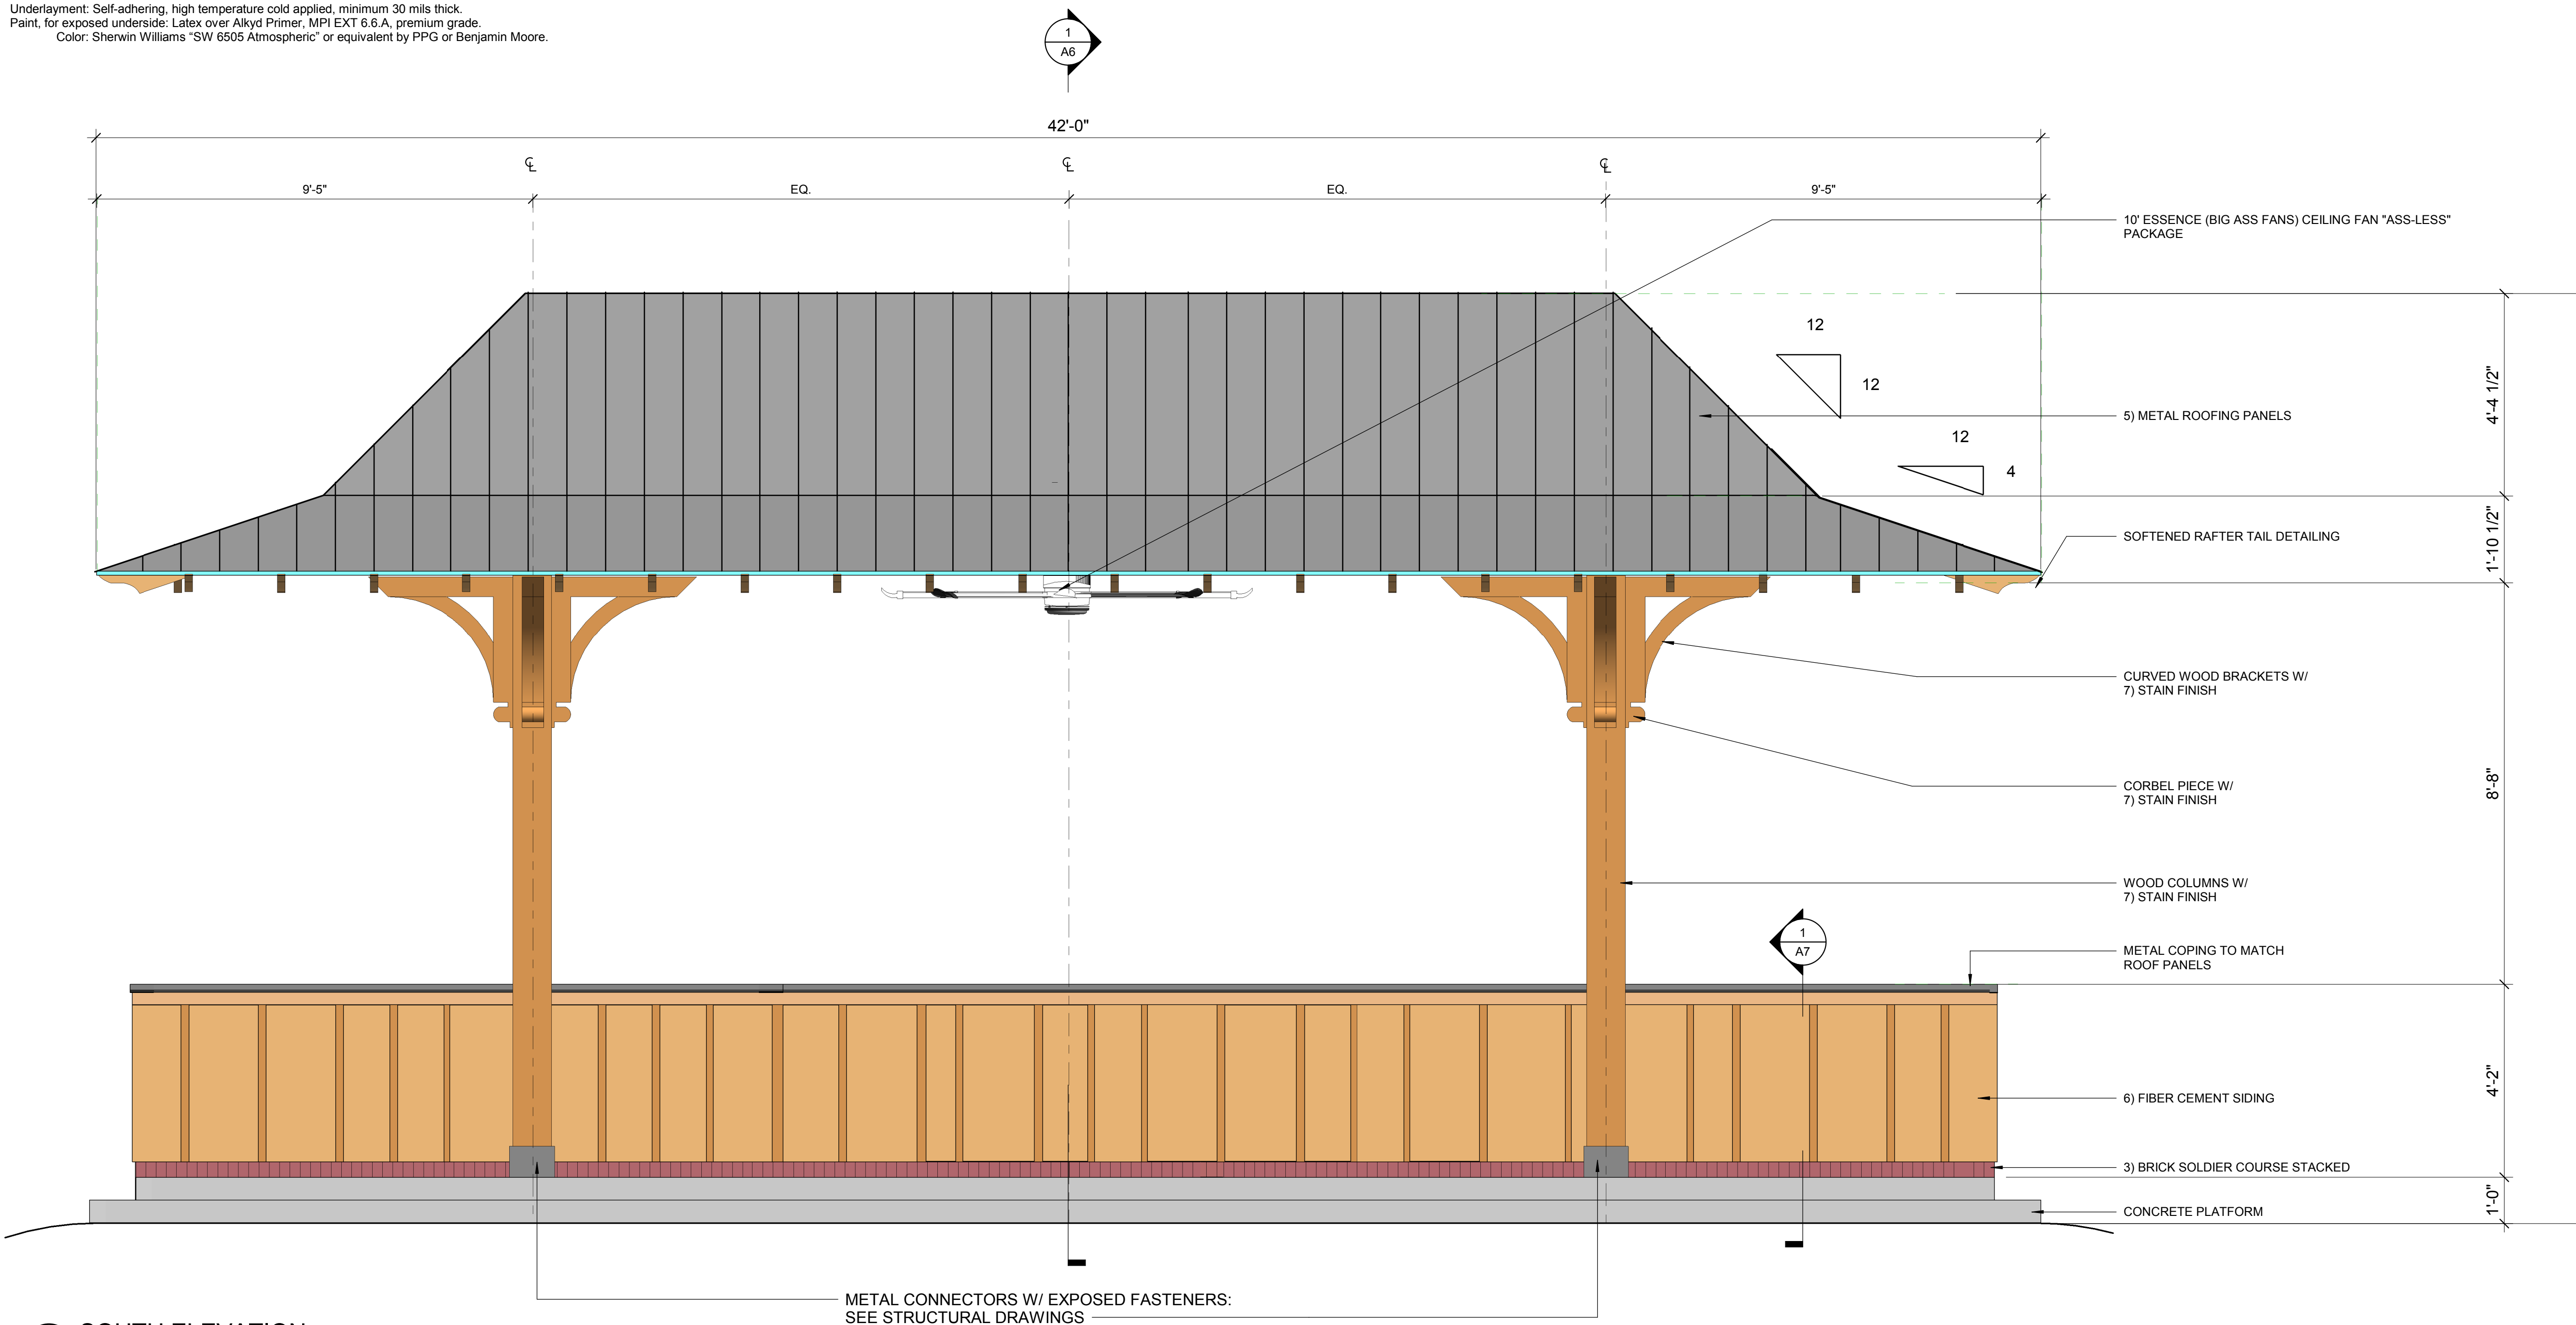 Underlayment: Self-adhering, high temperature cold applied, minimum 30 mils thick.
Paint, for exposed underside: Latex over Alkyd Primer, MPI EXT 6.6.A, premium grade.
Color: Sherwin Williams “SW 6505 Atmospheric” or equivalent by PPG or Benjamin Moore.
1
A6
42'-0"
℄
℄
℄
9'-5"
EQ.
EQ.
9'-5"
10' ESSENCE (BIG ASS FANS) CEILING FAN "ASS-LESS"
PACKAGE
12
12
5) METAL ROOFING PANELS
4'-4 1/2"
12
4
SOFTENED RAFTER TAIL DETAILING
1'-10 1/2"
CURVED WOOD BRACKETS W/
7) STAIN FINISH
CORBEL PIECE W/
7) STAIN FINISH
8'-8"
WOOD COLUMNS W/
7) STAIN FINISH
1
A7
METAL COPING TO MATCH
ROOF PANELS
6) FIBER CEMENT SIDING
4'-2"
3) BRICK SOLDIER COURSE STACKED
CONCRETE PLATFORM
1'-0"
METAL CONNECTORS W/ EXPOSED FASTENERS:
SEE STRUCTURAL DRAWINGS
SOUTH ELEVATION